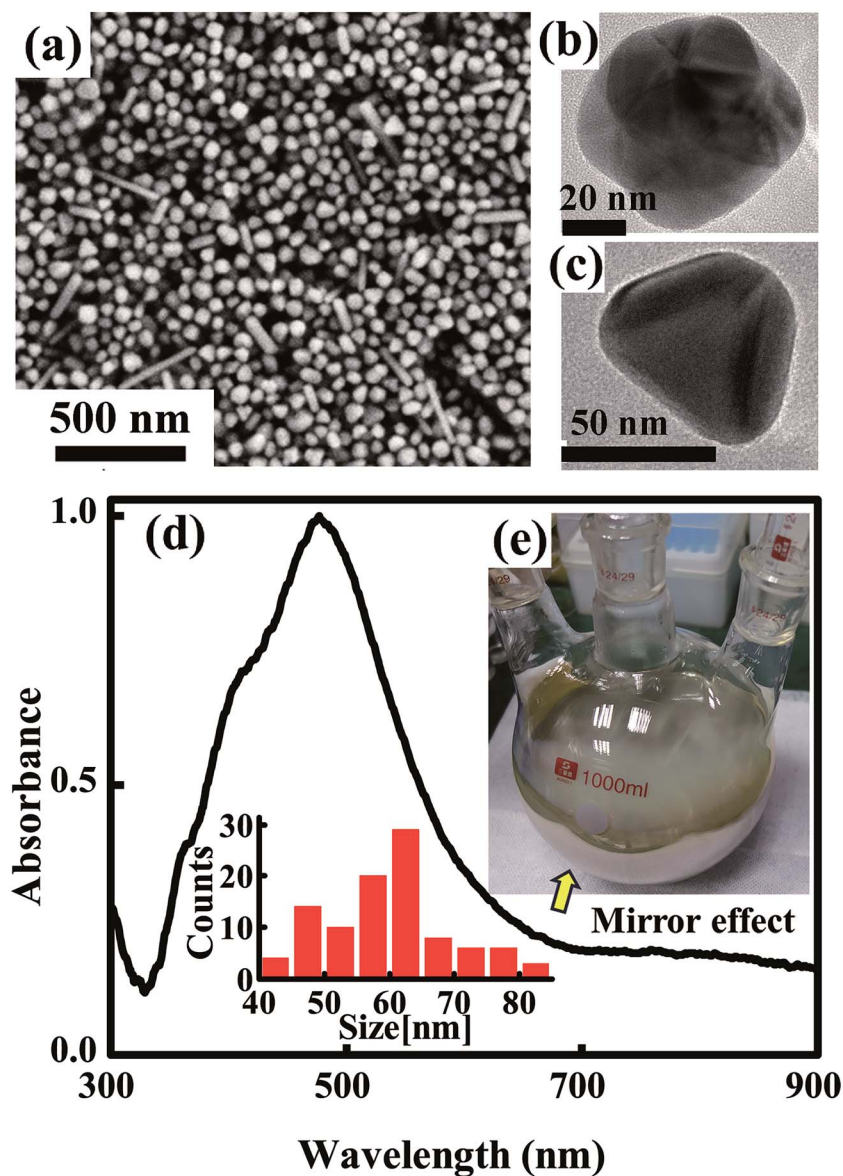 (a)
500 nm
(b)
20 nm
(c)
50 nm
(d)
(e)
24/29
24/29
1000ml
Mirror effect
1.0
0.5
0.0
Absorbance
30
20
10
0
Counts
40 50 60 70 80
Size[nm]
300 500 700 900
Wavelength (nm)